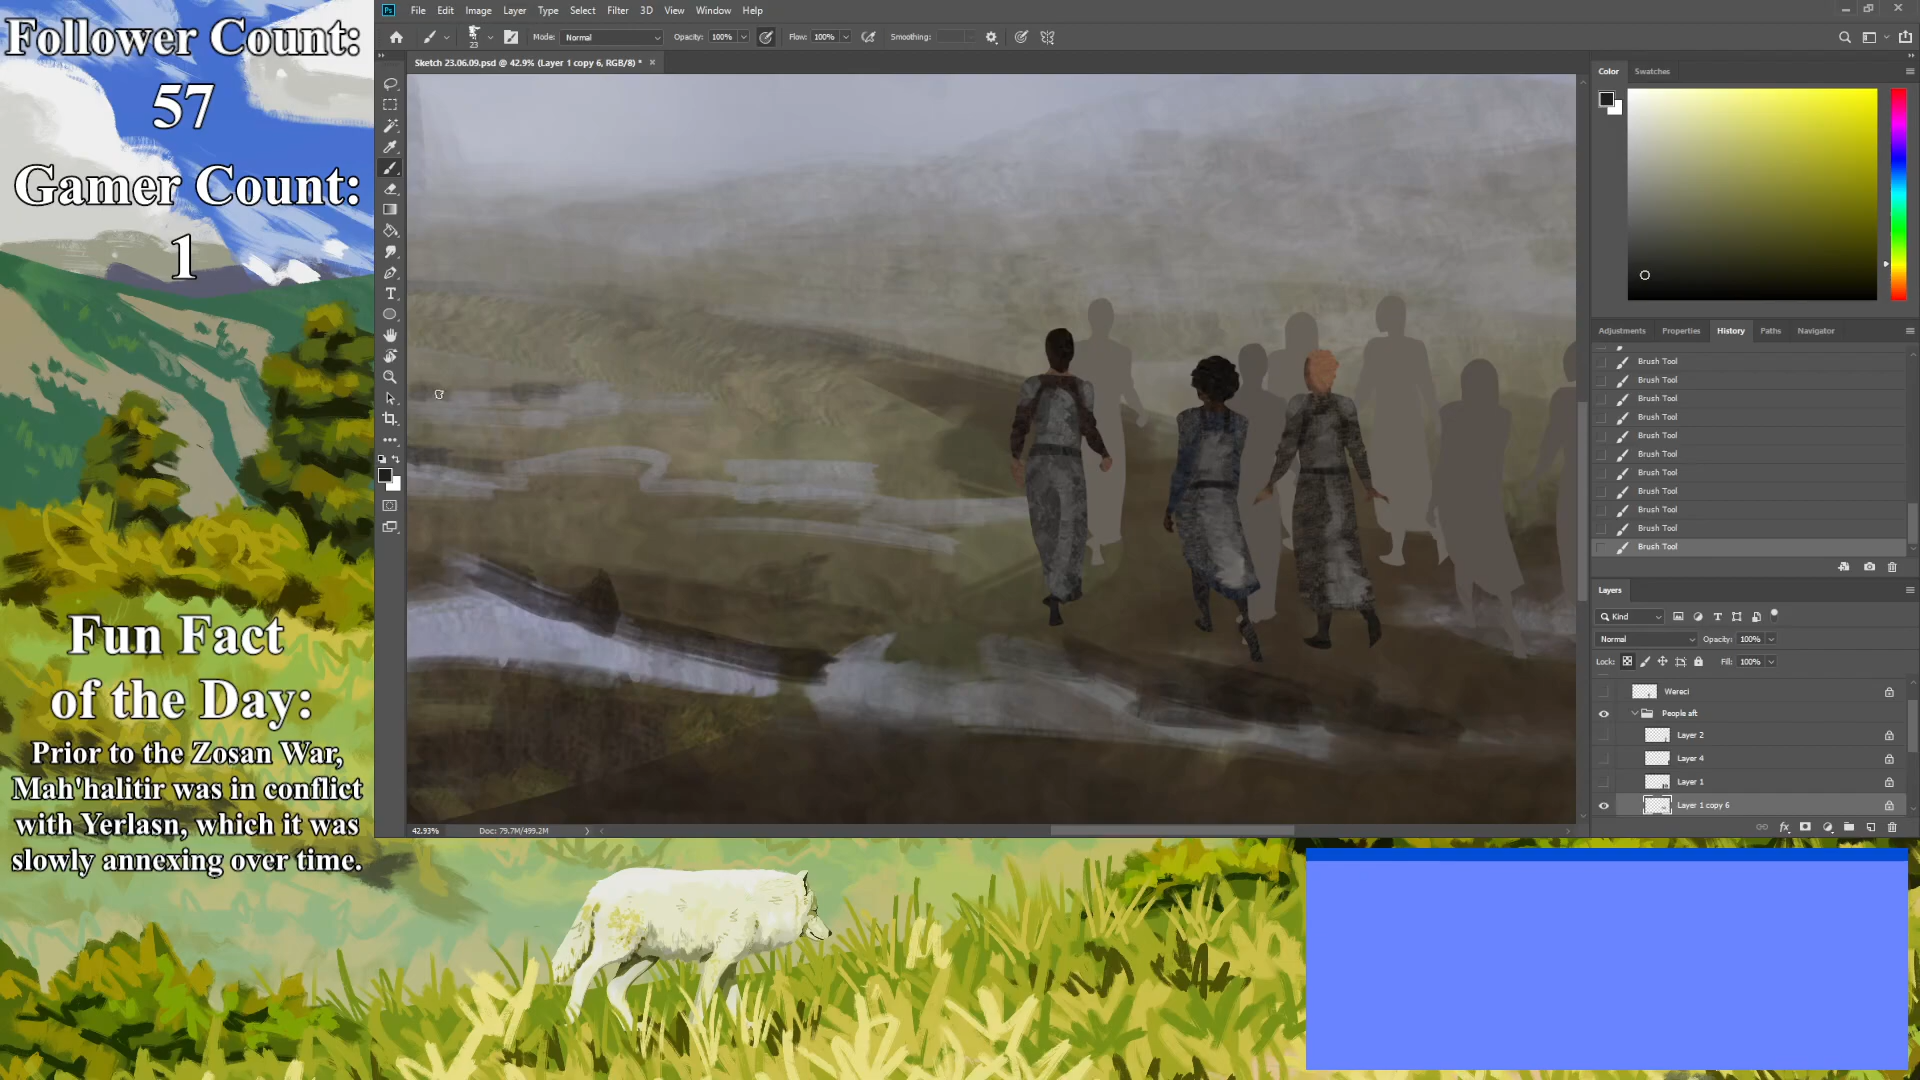 Follower Count:
57
Gamer Count:
1
Fun Fact
of the Day:
Prior to the Zosan War,
Mah'halitir was in conflict
with Yerlasn, which it was
slowly annexing over time.
Ps File Edit Image Layer Type Select Filter 3D View Window Help
23 Mode: Normal Opacity: 100% Flow: 100% Smoothing:
Sketch 23.06.09.psd @ 42.9% (Layer 1 copy 6, RGB/8) *
42.93% Doc: 79.7M/499.2M
Color Swatches
Adjustments Properties History Paths Navigator
Brush Tool
Brush Tool
Brush Tool
Brush Tool
Brush Tool
Brush Tool
Brush Tool
Brush Tool
Brush Tool
Brush Tool
Brush Tool
Layers
Kind
Normal Opacity: 100%
Lock: Fill: 100%
Wereci
People aft
Layer 2
Layer 4
Layer 1
Layer 1 copy 6